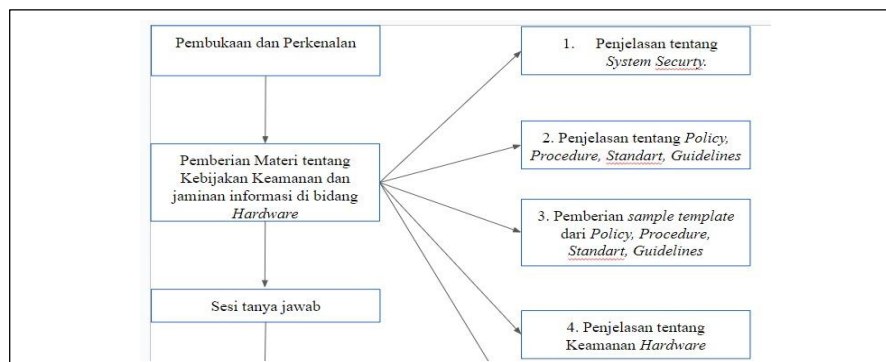 Pembukaan dan Perkenalan
Pemberian Materi tentang
Kebijakan Keamanan dan
jaminan informasi di bidang
Hardware
Sesi tanya jawab
1. Penjelasan tentang
System Securty.
2. Penjelasan tentang Policy,
Procedure, Standart, Guidelines
3. Pemberian sample template
dari Policy, Procedure,
Standart, Guidelines
4. Penjelasan tentang
Keamanan Hardware